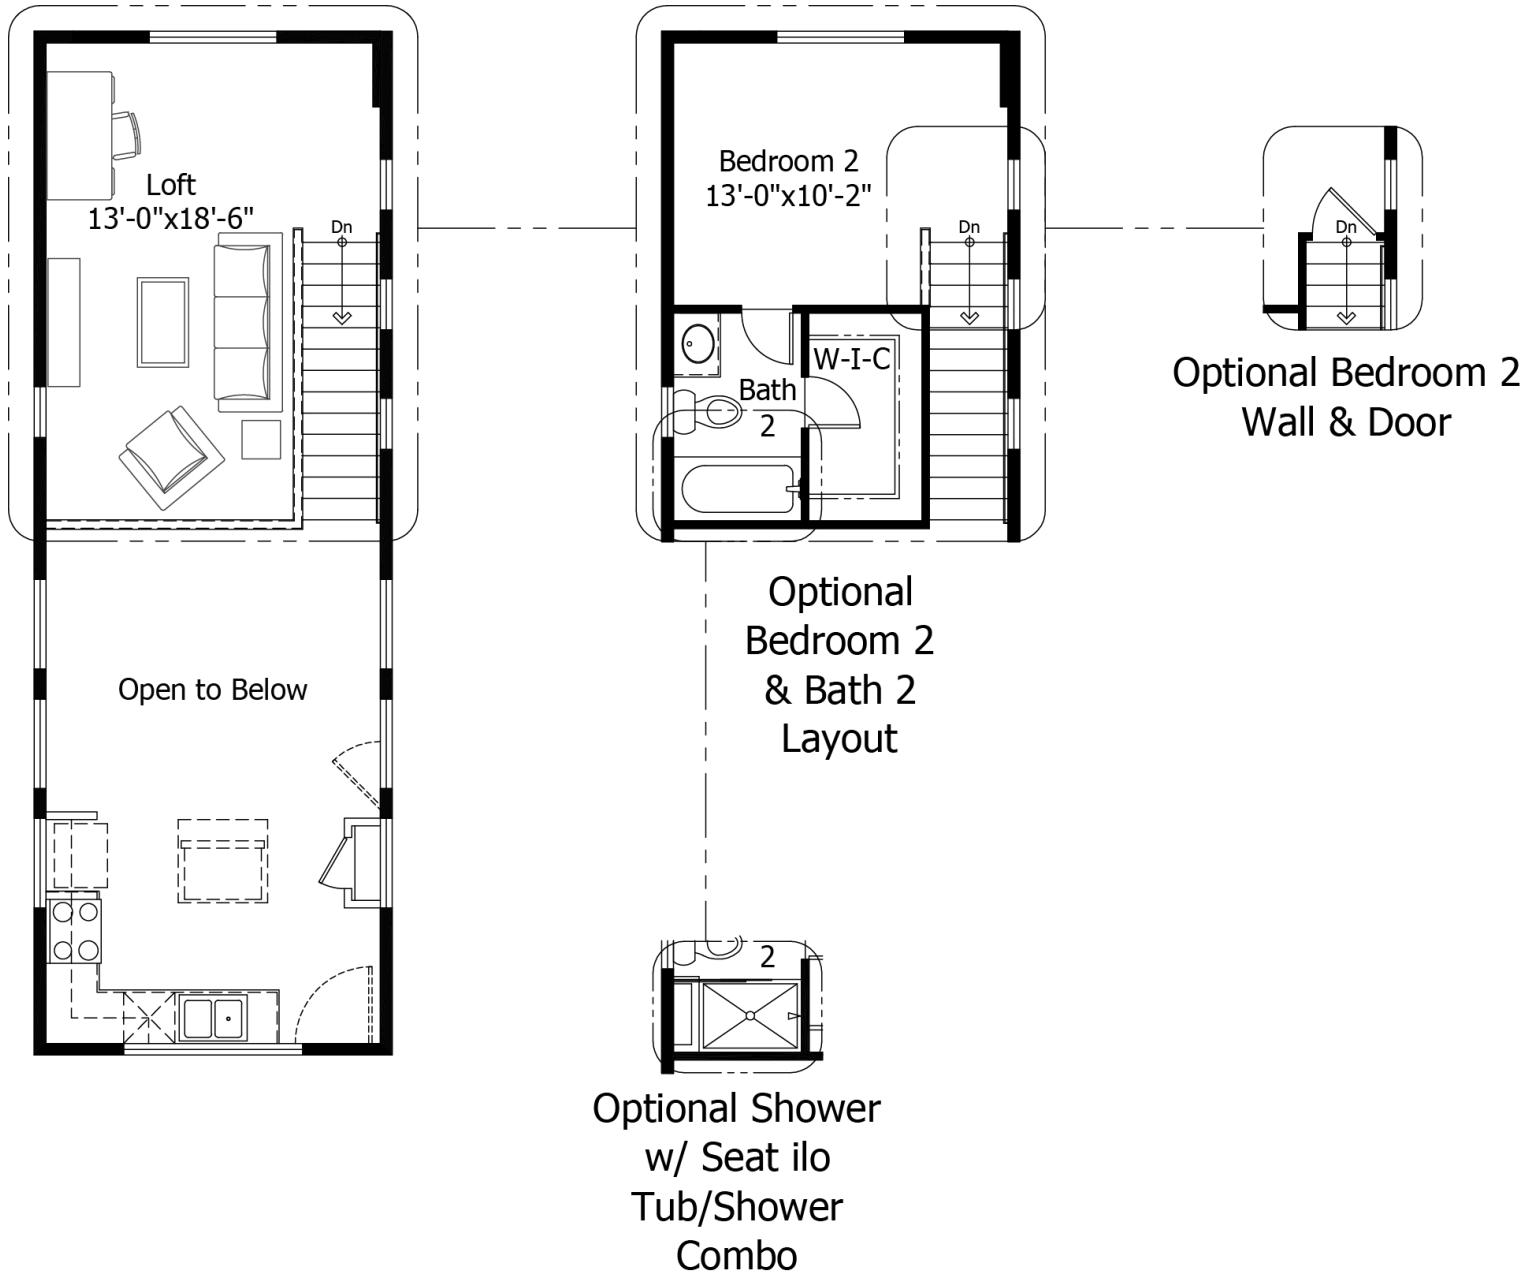 Loft
13'-0"x18'-6"
Dn
Open to Below
Bedroom 2
13'-0"x10'-2"
Dn
W-I-C
Bath
2
Optional
Bedroom 2
& Bath 2
Layout
Dn
Optional Bedroom 2
Wall & Door
2
Optional Shower
w/ Seat ilo
Tub/Shower
Combo